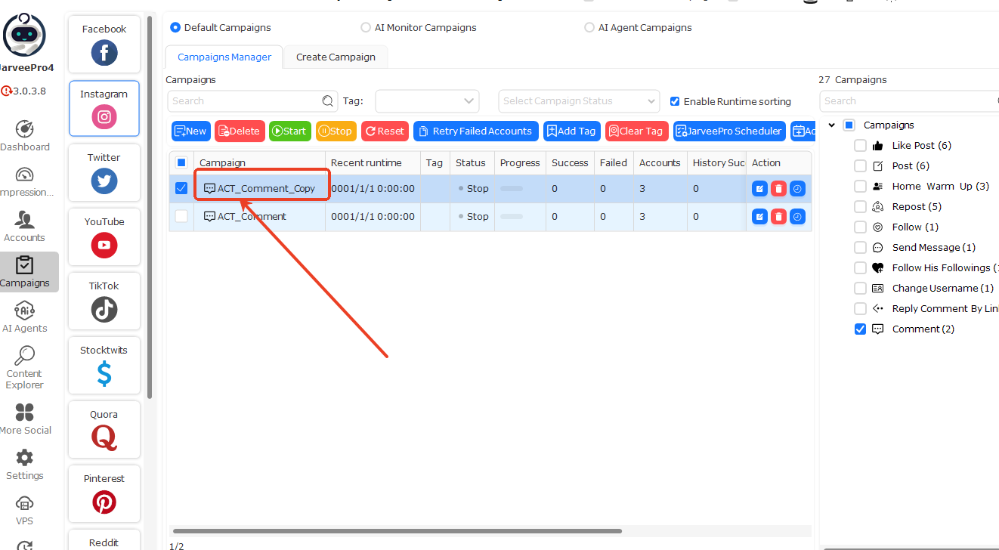 JarveePro4
3.0.3.8
Dashboard
Impression...
Accounts
Campaigns
AI Agents
Content
Explorer
More Social
Settings
VPS
Facebook
Instagram
Twitter
YouTube
TikTok
Stocktwits
$
Quora
Pinterest
Reddit
Default Campaigns AI Monitor Campaigns AI Agent Campaigns
Campaigns Manager Create Campaign
Campaigns
Search Tag: Select Campaign Status Enable Runtime sorting
New Delete Start Stop Reset Retry Failed Accounts Add Tag Clear Tag JarveePro Scheduler Ac
Campaign Recent runtime Tag Status Progress Success Failed Accounts History Suc Action
ACT_Comment_Copy 0001/1/1 0:00:00 Stop 0 0 3 0
ACT_Comment 0001/1/1 0:00:00 Stop 0 0 3 0
1/2
27 Campaigns
Search
Campaigns
Like Post (6)
Post (6)
Home Warm Up (3)
Repost (5)
Follow (1)
Send Message (1)
Follow His Followings (
Change Username (1)
Reply Comment By Lin
Comment (2)